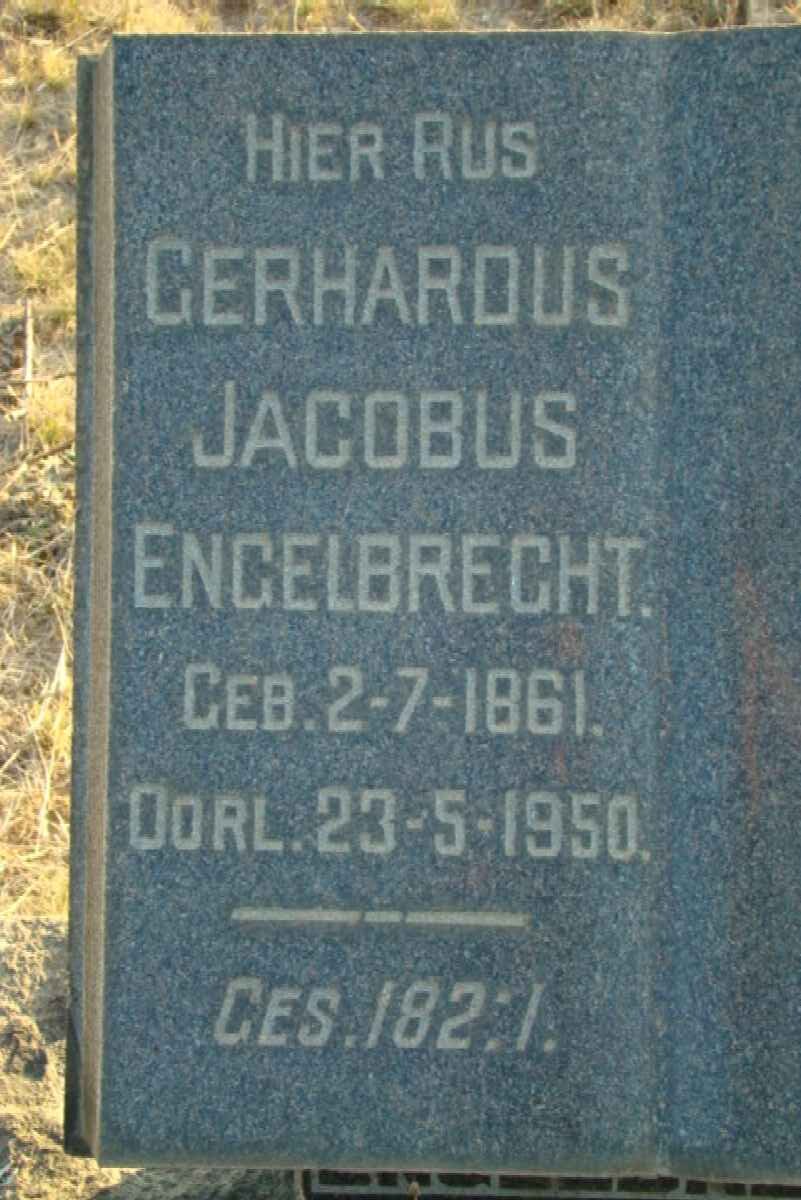 HIER RUS
GERHARDUS
JACOBUS
ENGELBRECHT.
GEB. 2-7-1861.
OORL. 23-5-1950.
GES. 182:1.